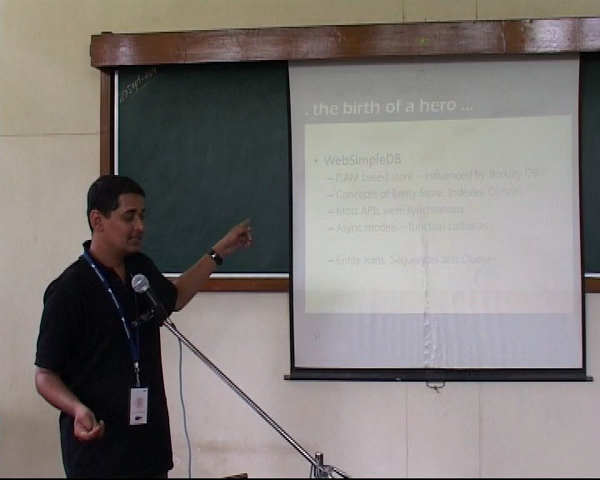 . the birth of a hero ...
• WebSimpleDB
– ISAM based store – influenced by Berkley DB
– Concepts of Entity Store, Indexes, Cursors
– Most APIs were Synchronous
– Async modes – function callbacks
– Entity Joins, Sequences and Queues